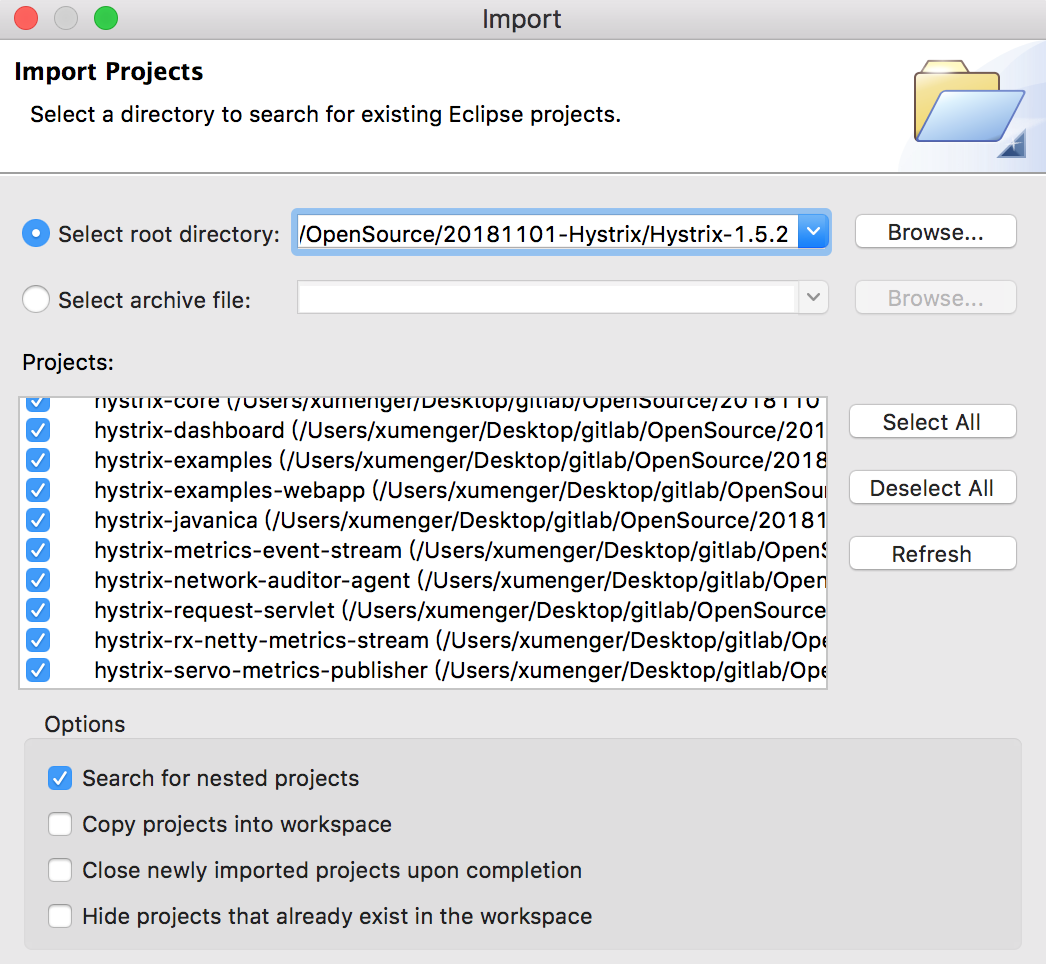 Import
Import Projects
Select a directory to search for existing Eclipse projects.
Select root directory: /OpenSource/20181101-Hystrix/Hystrix-1.5.2 Browse...
Select archive file: Browse...
Projects:
hystrix-core (/Users/xumenger/Desktop/gitlab/OpenSource/2018110
hystrix-dashboard (/Users/xumenger/Desktop/gitlab/OpenSource/201
Select All
hystrix-examples (/Users/xumenger/Desktop/gitlab/OpenSource/2018
hystrix-examples-webapp (/Users/xumenger/Desktop/gitlab/OpenSour
Deselect All
hystrix-javanica (/Users/xumenger/Desktop/gitlab/OpenSource/20181
hystrix-metrics-event-stream (/Users/xumenger/Desktop/gitlab/OpenS
Refresh
hystrix-network-auditor-agent (/Users/xumenger/Desktop/gitlab/Open
hystrix-request-servlet (/Users/xumenger/Desktop/gitlab/OpenSource
hystrix-rx-netty-metrics-stream (/Users/xumenger/Desktop/gitlab/Ope
hystrix-servo-metrics-publisher (/Users/xumenger/Desktop/gitlab/Ope
Options
Search for nested projects
Copy projects into workspace
Close newly imported projects upon completion
Hide projects that already exist in the workspace